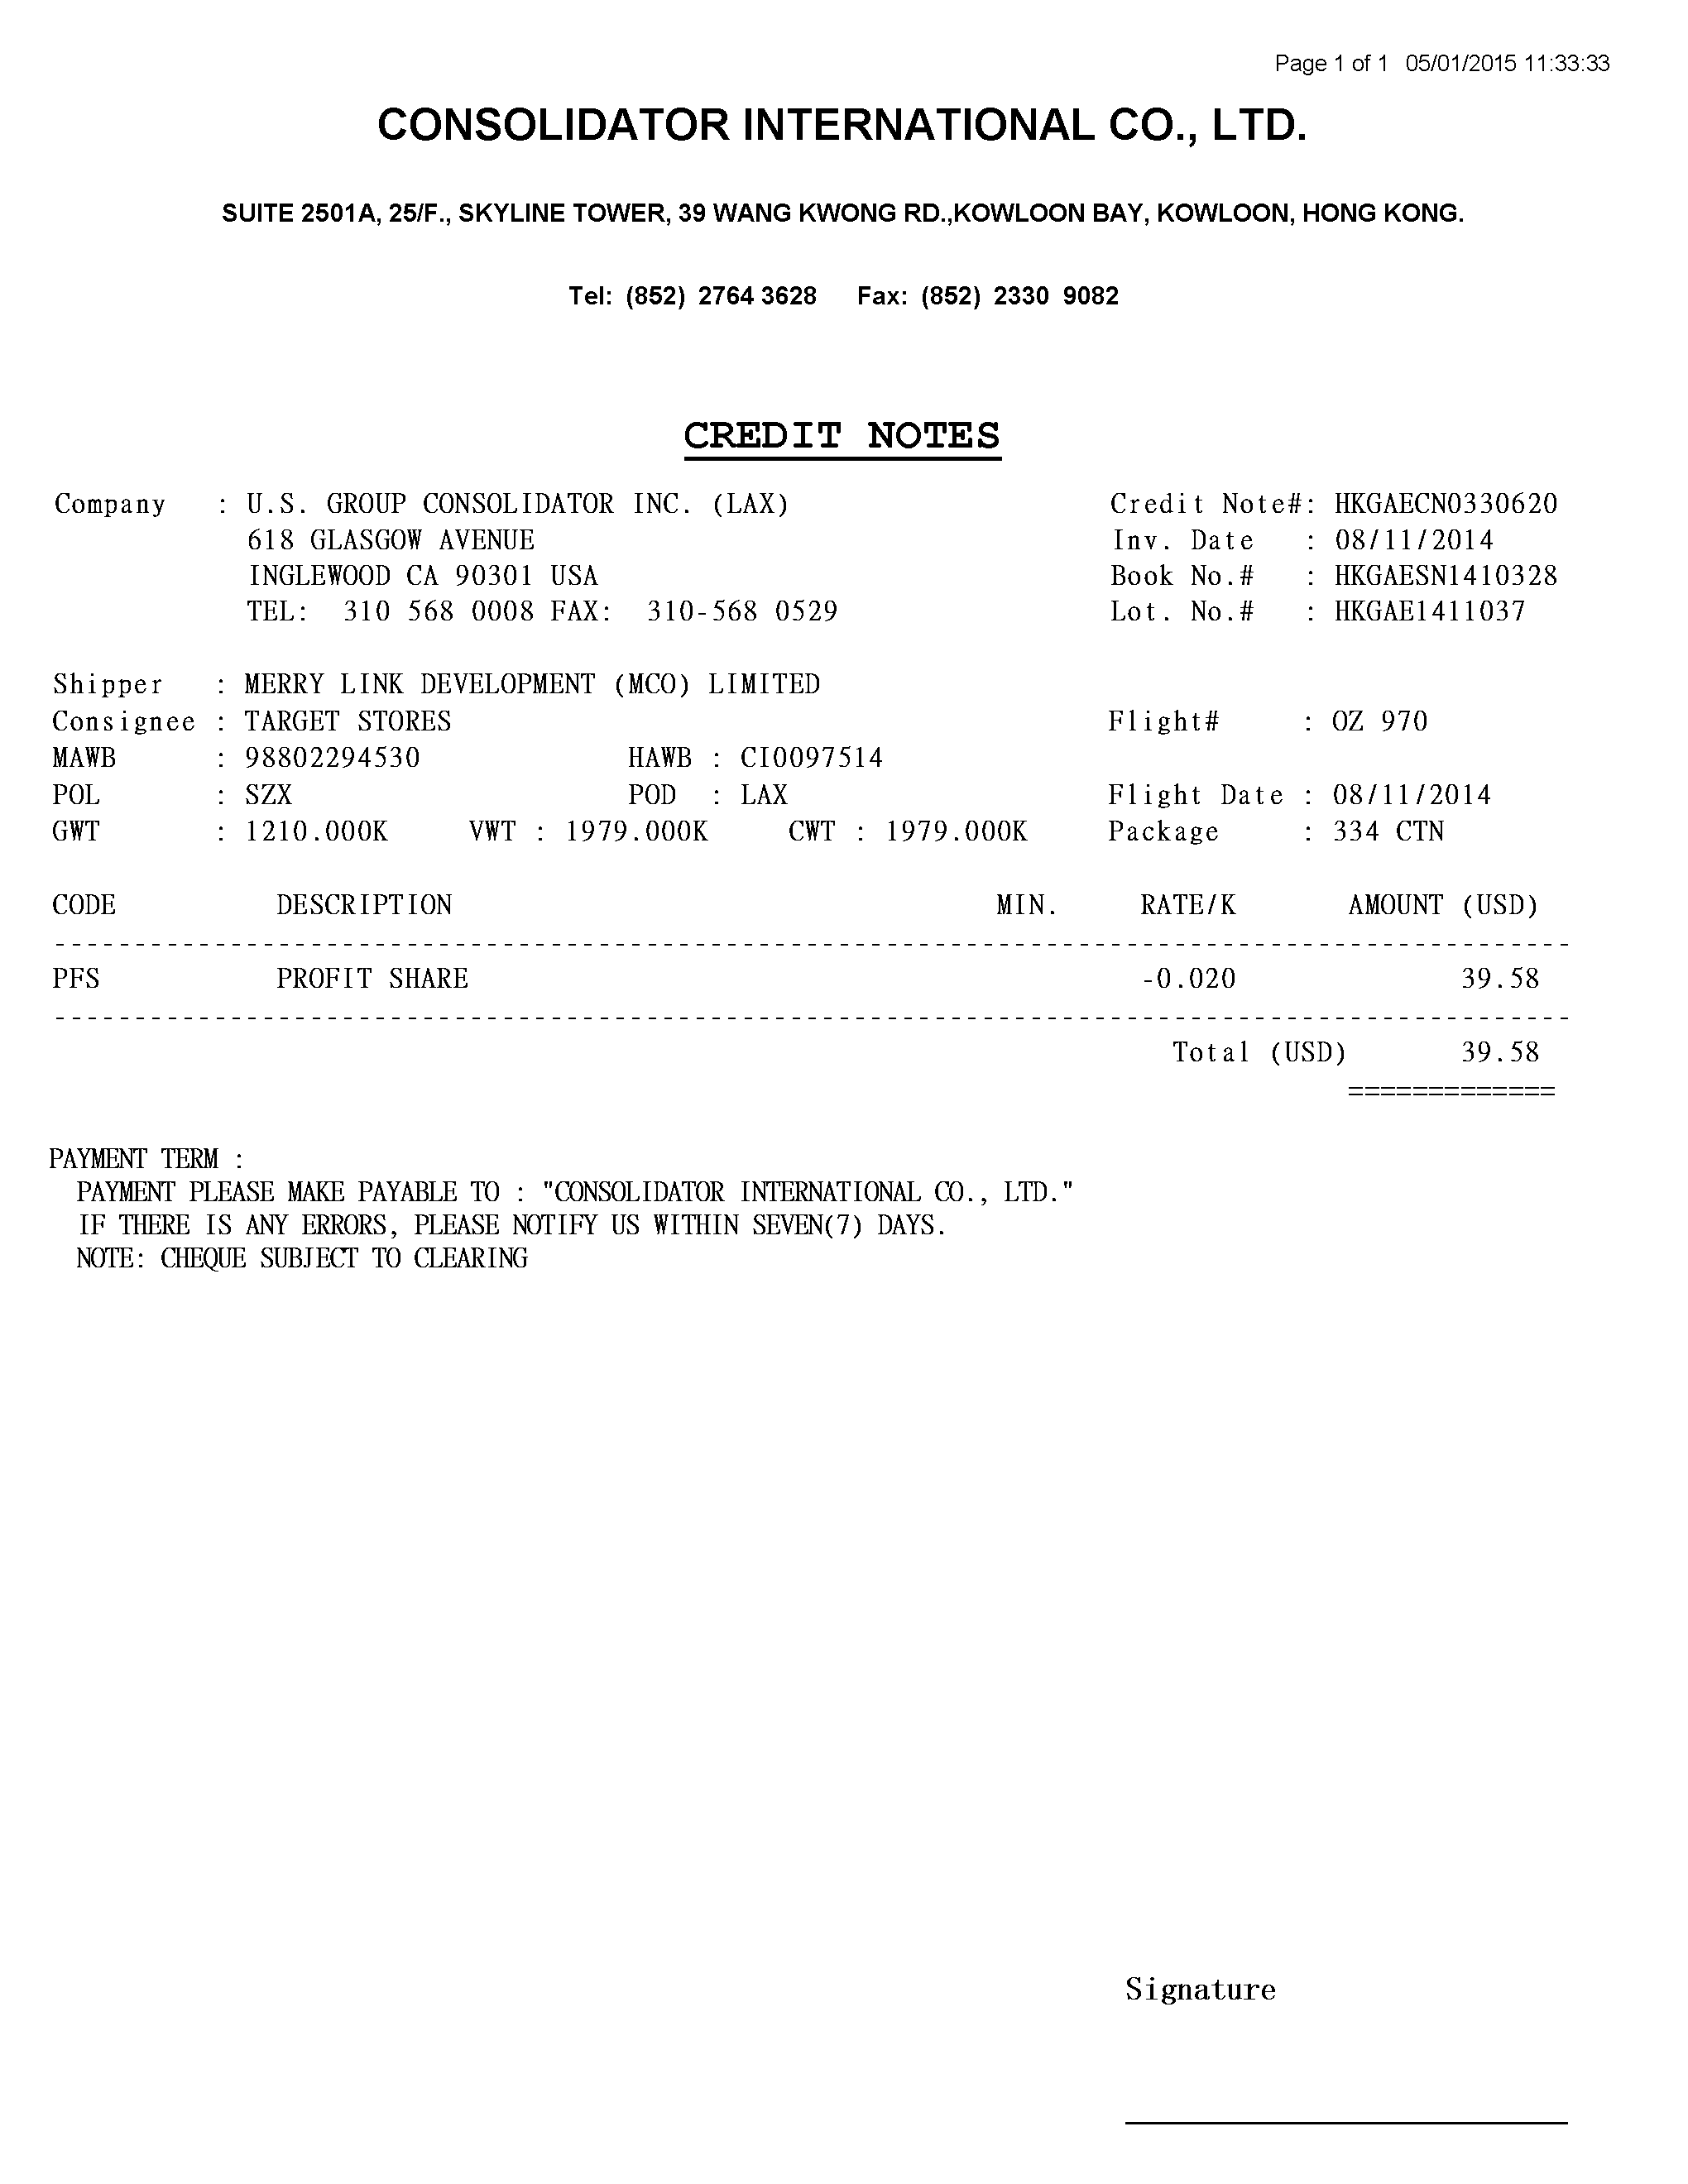 Page 1 of 1 05/01/2015 11:33:33
CONSOLIDATOR INTERNATIONAL CO., LTD.
SUITE 2501A, 25/F., SKYLINE TOWER, 39 WANG KWONG RD.,KOWLOON BAY, KOWLOON, HONG KONG.
Tel: (852) 2764 3628 Fax: (852) 2330 9082
CREDIT NOTES
Company : U.S. GROUP CONSOLIDATOR INC. (LAX) Credit Note#: HKGAECN0330620
618 GLASGOW AVENUE Inv. Date : 08/11/2014
INGLEWOOD CA 90301 USA Book No.# : HKGAESN1410328
TEL: 310 568 0008 FAX: 310-568 0529 Lot. No.# : HKGAE1411037
Shipper : MERRY LINK DEVELOPMENT (MCO) LIMITED
Consignee : TARGET STORES Flight# : OZ 970
MAWB : 98802294530 HAWB : CI0097514
POL : SZX POD : LAX Flight Date : 08/11/2014
GWT : 1210.000K VWT : 1979.000K CWT : 1979.000K Package : 334 CTN
CODE DESCRIPTION MIN. RATE/K AMOUNT (USD)
PFS PROFIT SHARE -0.020 39.58
Total (USD) 39.58
=============
PAYMENT TERM :
PAYMENT PLEASE MAKE PAYABLE TO : "CONSOLIDATOR INTERNATIONAL CO., LTD."
IF THERE IS ANY ERRORS, PLEASE NOTIFY US WITHIN SEVEN(7) DAYS.
NOTE: CHEQUE SUBJECT TO CLEARING
Signature